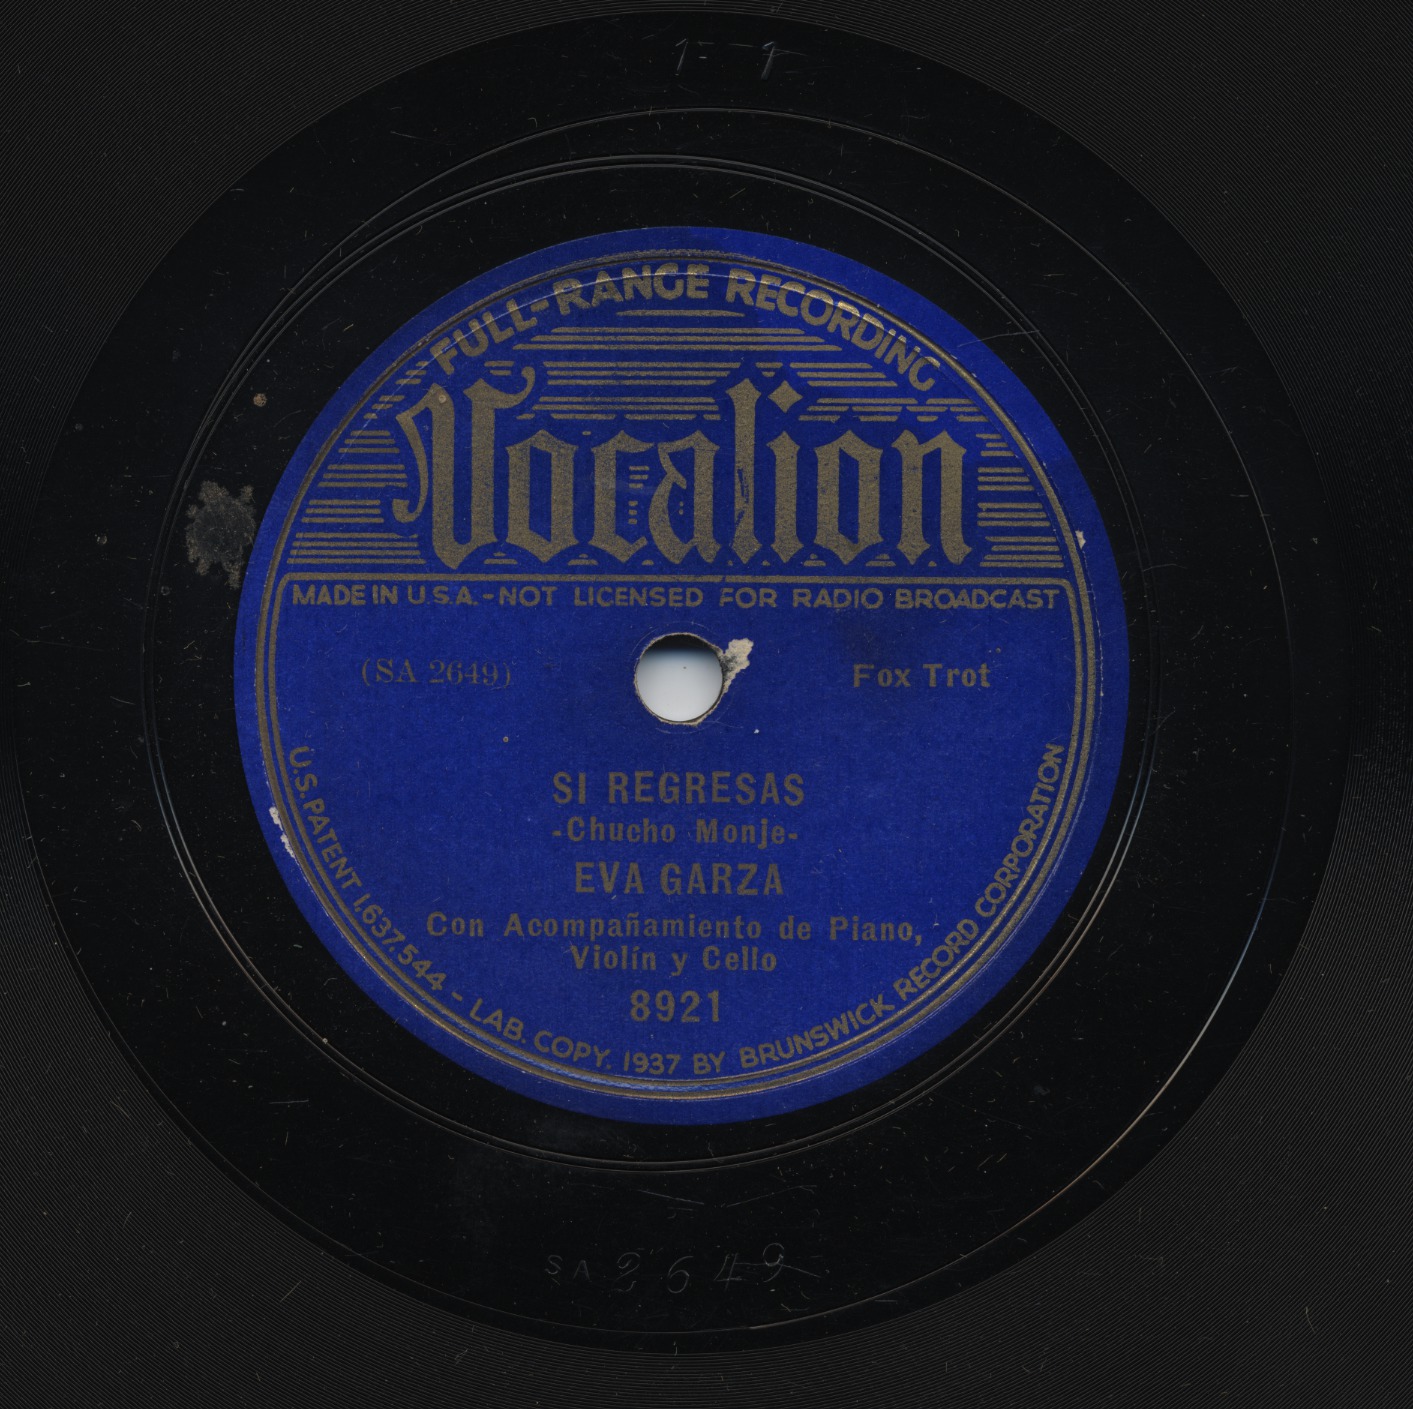 1- -1
FULL-RANGE RECORDING
Vocalion
MADE IN U.S.A.-NOT LICENSED FOR RADIO BROADCAST
(SA 2649)
Fox Trot
SI REGRESAS
-Chucho Monje-
EVA GARZA
Con Acompañamiento de Piano,
Violín y Cello
8921
U.S. PATENT 1,637,544 - LAB. COPY. 1937 BY BRUNSWICK RECORD CORPORATION
SA 2649